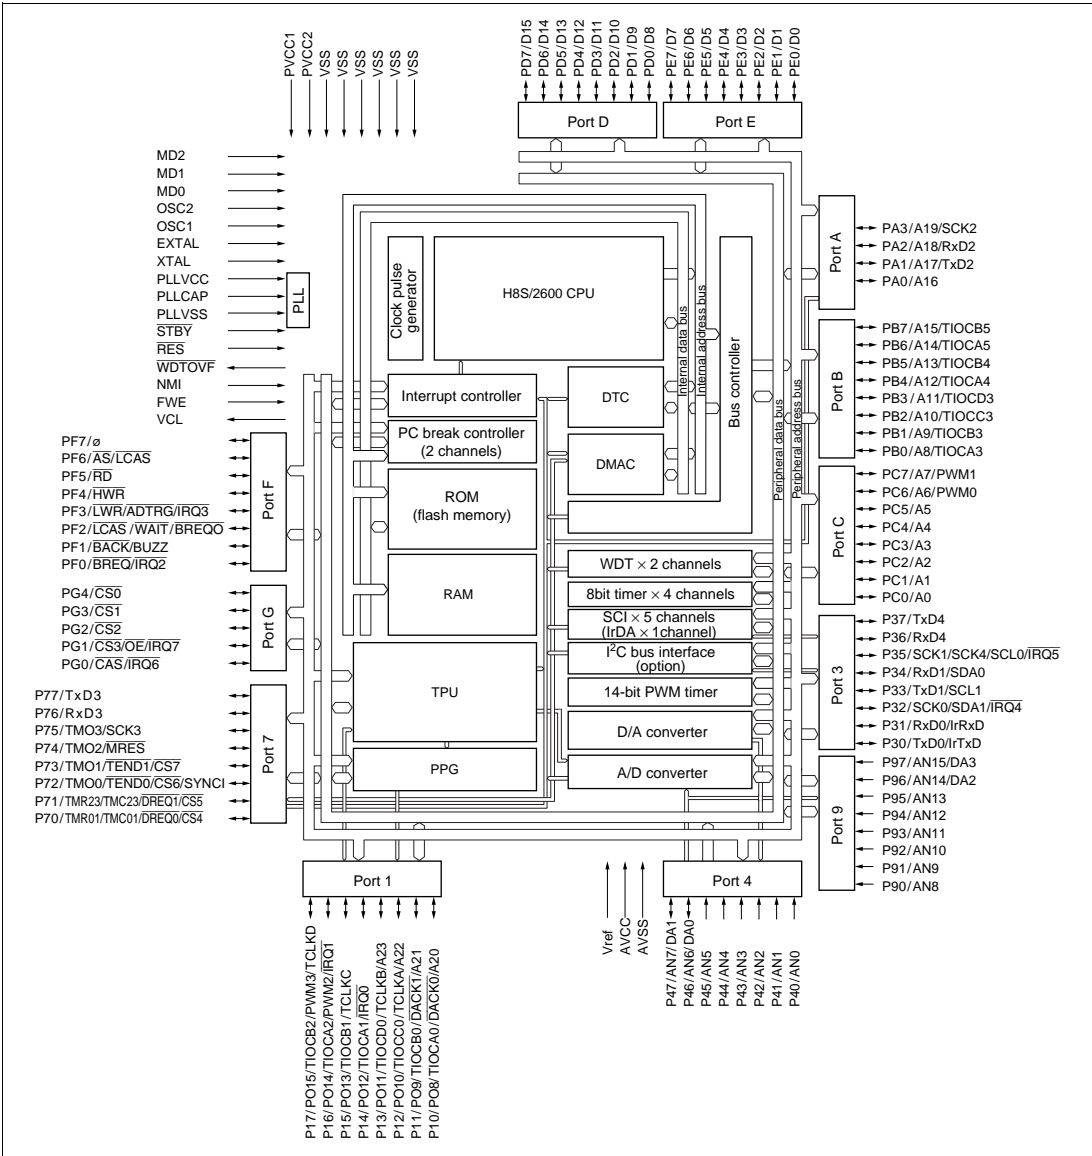 PVCC1
PVCC2
VSS
VSS
VSS
VSS
VSS
VSS
PD7/D15
PD6/D14
PD5/D13
PD4/D12
PD3/D11
PD2/D10
PD1/D9
PD0/D8
PE7/D7
PE6/D6
PE5/D5
PE4/D4
PE3/D3
PE2/D2
PE1/D1
PE0/D0
Port D
Port E
MD2
MD1
MD0
OSC2
OSC1
EXTAL
XTAL
PLLVCC
PLLCAP
PLLVSS
STBY
RES
WDTOVF
NMI
FWE
VCL
PLL
Clock pulse
generator
H8S/2600 CPU
Internal data bus
Internal address bus
Bus controller
Peripheral data bus
Peripheral address bus
Interrupt controller
PC break controller
(2 channels)
ROM
(flash memory)
RAM
TPU
PPG
DTC
DMAC
WDT × 2 channels
8bit timer × 4 channels
SCI × 5 channels
(IrDA × 1channel)
I2C bus interface
(option)
14-bit PWM timer
D/A converter
A/D converter
Port A
PA3/A19/SCK2
PA2/A18/RxD2
PA1/A17/TxD2
PA0/A16
Port B
PB7/A15/TIOCB5
PB6/A14/TIOCA5
PB5/A13/TIOCB4
PB4/A12/TIOCA4
PB3/A11/TIOCD3
PB2/A10/TIOCC3
PB1/A9/TIOCB3
PB0/A8/TIOCA3
Port C
PC7/A7/PWM1
PC6/A6/PWM0
PC5/A5
PC4/A4
PC3/A3
PC2/A2
PC1/A1
PC0/A0
Port 3
P37/TxD4
P36/RxD4
P35/SCK1/SCK4/SCL0/IRQ5
P34/RxD1/SDA0
P33/TxD1/SCL1
P32/SCK0/SDA1/IRQ4
P31/RxD0/IrRxD
P30/TxD0/IrTxD
Port 9
P97/AN15/DA3
P96/AN14/DA2
P95/AN13
P94/AN12
P93/AN11
P92/AN10
P91/AN9
P90/AN8
PF7/ø
PF6/AS/LCAS
PF5/RD
PF4/HWR
PF3/LWR/ADTRG/IRQ3
PF2/LCAS/WAIT/BREQO
PF1/BACK/BUZZ
PF0/BREQ/IRQ2
Port F
PG4/CS0
PG3/CS1
PG2/CS2
PG1/CS3/OE/IRQ7
PG0/CAS/IRQ6
Port G
P77/TxD3
P76/RxD3
P75/TMO3/SCK3
P74/TMO2/MRES
P73/TMO1/TEND1/CS7
P72/TMO0/TEND0/CS6/SYNCI
P71/TMR23/TMC23/DREQ1/CS5
P70/TMR01/TMC01/DREQ0/CS4
Port 7
Port 1
P17/PO15/TIOCB2/PWM3/TCLKD
P16/PO14/TIOCA2/PWM2/IRQ1
P15/PO13/TIOCB1/TCLKC
P14/PO12/TIOCA1/IRQ0
P13/PO11/TIOCD0/TCLKB/A23
P12/PO10/TIOCC0/TCLKA/A22
P11/PO9/TIOCB0/DACK1/A21
P10/PO8/TIOCA0/DACK0/A20
Vref
AVCC
AVSS
Port 4
P47/AN7/DA1
P46/AN6/DA0
P45/AN5
P44/AN4
P43/AN3
P42/AN2
P41/AN1
P40/AN0